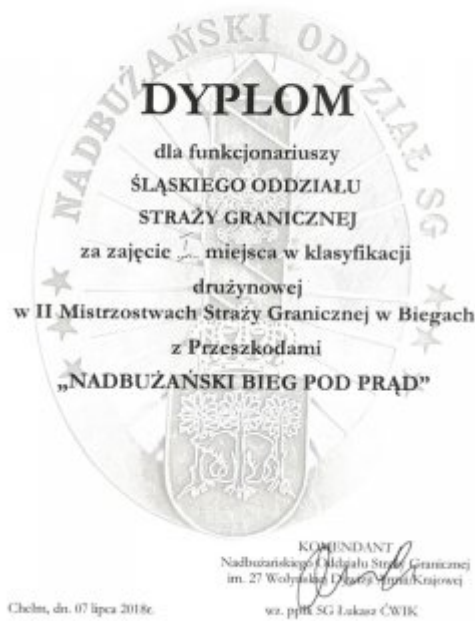 NADBUŻAŃSKI ODDZIAŁ SG
DYPLOM
dla funkcjonariuszy
ŚLĄSKIEGO ODDZIAŁU
STRAŻY GRANICZNEJ
za zajęcie miejsca w klasyfikacji
drużynowej
w II Mistrzostwach Straży Granicznej w Biegach
z Przeszkodami
„NADBUŻAŃSKI BIEG POD PRĄD”
KOMENDANT
Nadbużańskiego Oddziału Straży Granicznej
im. 27 Wołyńskiej Dywizji Armii Krajowej
Chełm, dn. 07 lipca 2018r.
wz. ppłk SG Łukasz ĆWIK